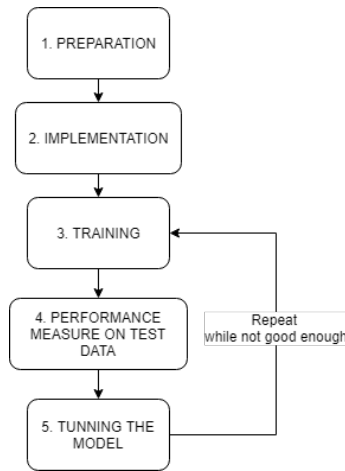 1. PREPARATION
2. IMPLEMENTATION
3. TRAINING
4. PERFORMANCE
MEASURE ON TEST
DATA
Repeat
while not good enough
5. TUNNING THE
MODEL